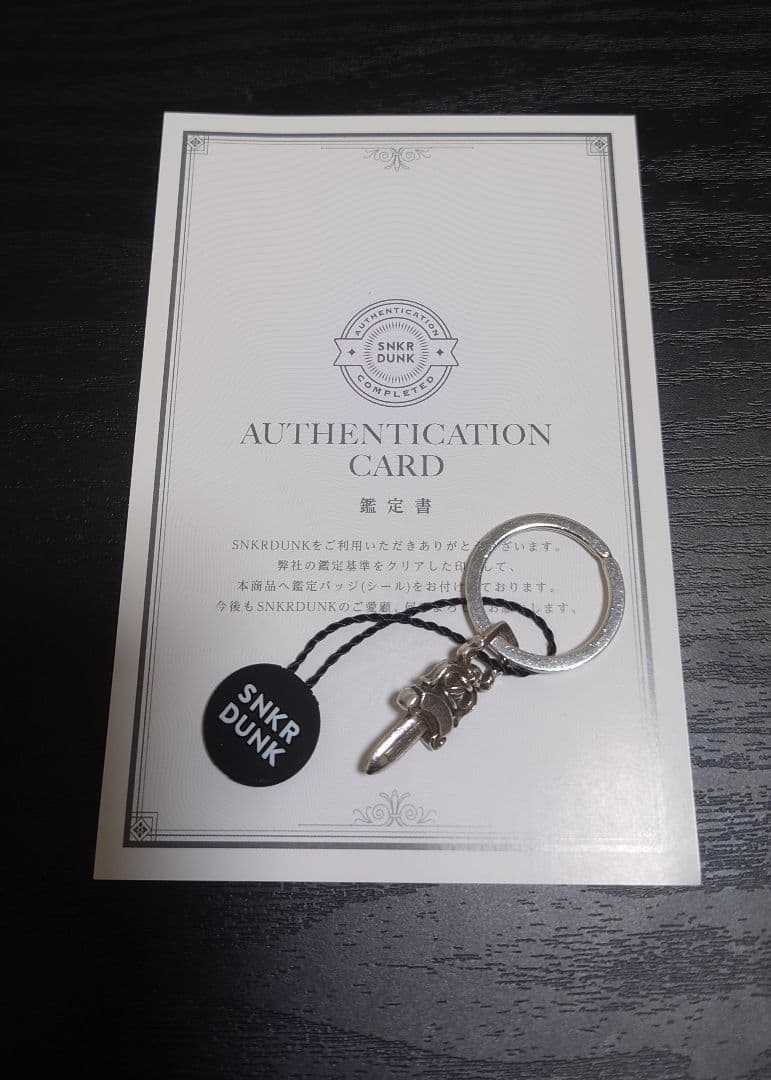 AUTHENTICATION
SNKR
DUNK
COMPLETED
AUTHENTICATION
CARD
鑑定書
SNKRDUNKをご利用いただきありがと ございます。
弊社の鑑定基準をクリアした印 して、
本商品へ鑑定バッジ(シール)をお付け ております。
今後もSNKRDUNKのご愛顧、 します。
SNKR
DUNK